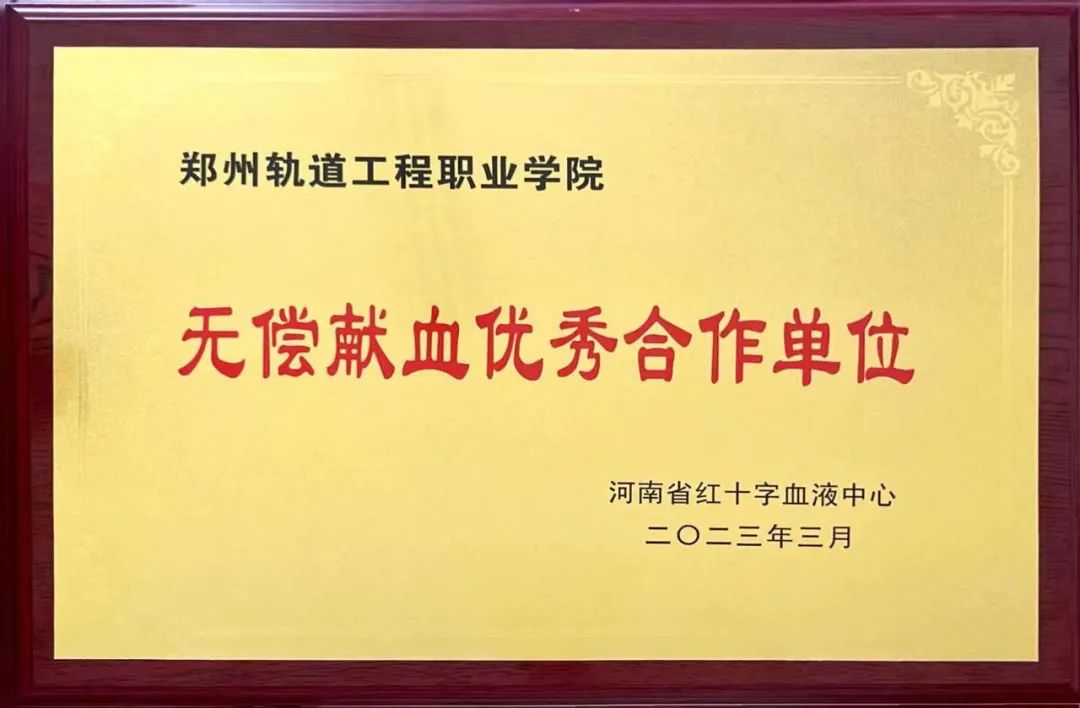 郑州轨道工程职业学院
无偿献血优秀合作单位
河南省红十字血液中心
二〇二三年三月